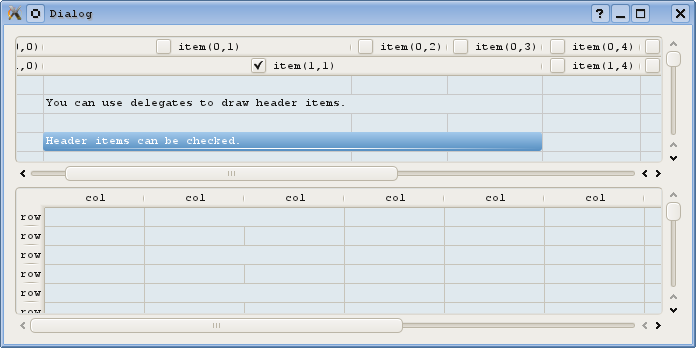 Dialog
,0) item(0,1) item(0,2) item(0,3) item(0,4)
,0) item(1,1) item(1,4)
You can use delegates to draw header items.
Header items can be checked.
col col col col col col
row
row
row
row
row
row